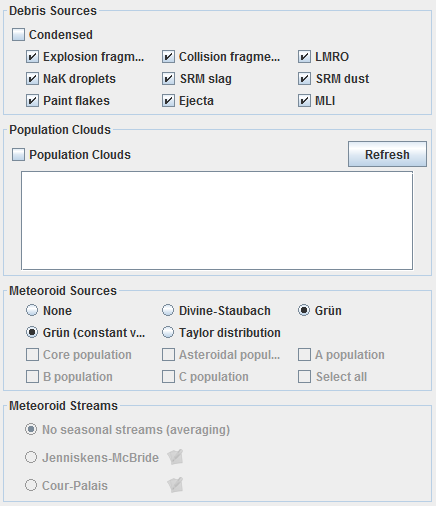 Debris Sources
Condensed
Explosion fragm... Collision fragme... LMRO
NaK droplets SRM slag SRM dust
Paint flakes Ejecta MLI
Population Clouds
Population Clouds Refresh
Meteoroid Sources
None Divine-Staubach Grün
Grün (constant v... Taylor distribution
Core population Asteroidal popul... A population
B population C population Select all
Meteoroid Streams
No seasonal streams (averaging)
Jenniskens-McBride
Cour-Palais